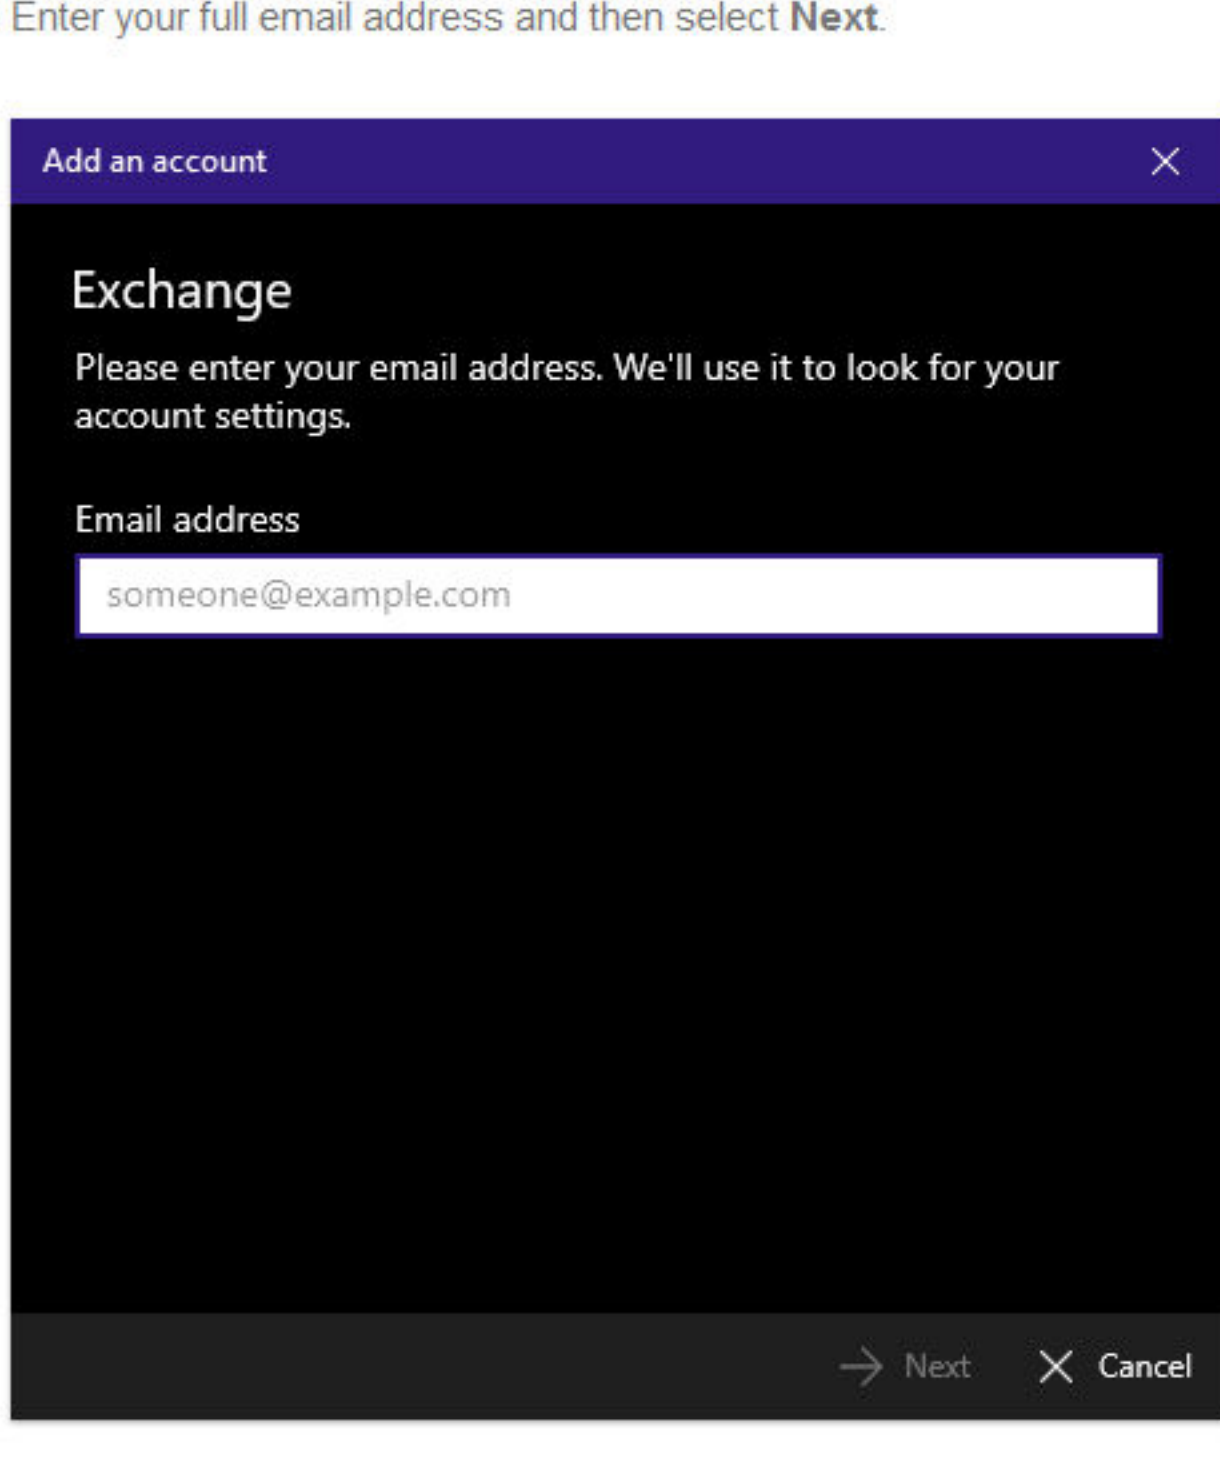 Enter your full email address and then select Next.
Add an account
Exchange
Please enter your email address. We'll use it to look for your
account settings.
Email address
someone@example.com
Next
Cancel